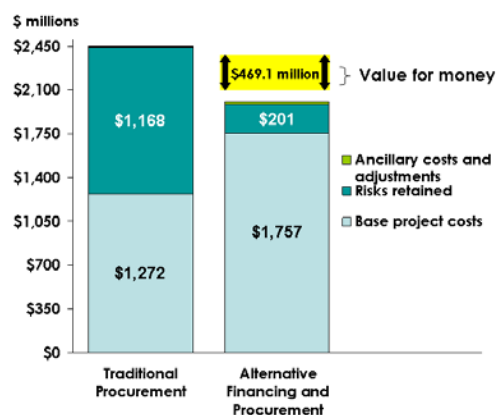 $ millions
$2,450
$2,100
$1,750
$1,400
$1,050
$700
$350
$0
$1,168
$1,272
$469.1 million
$201
$1,757
Value for money
Ancillary costs and
adjustments
Risks retained
Base project costs
Traditional
Procurement
Alternative
Financing and
Procurement